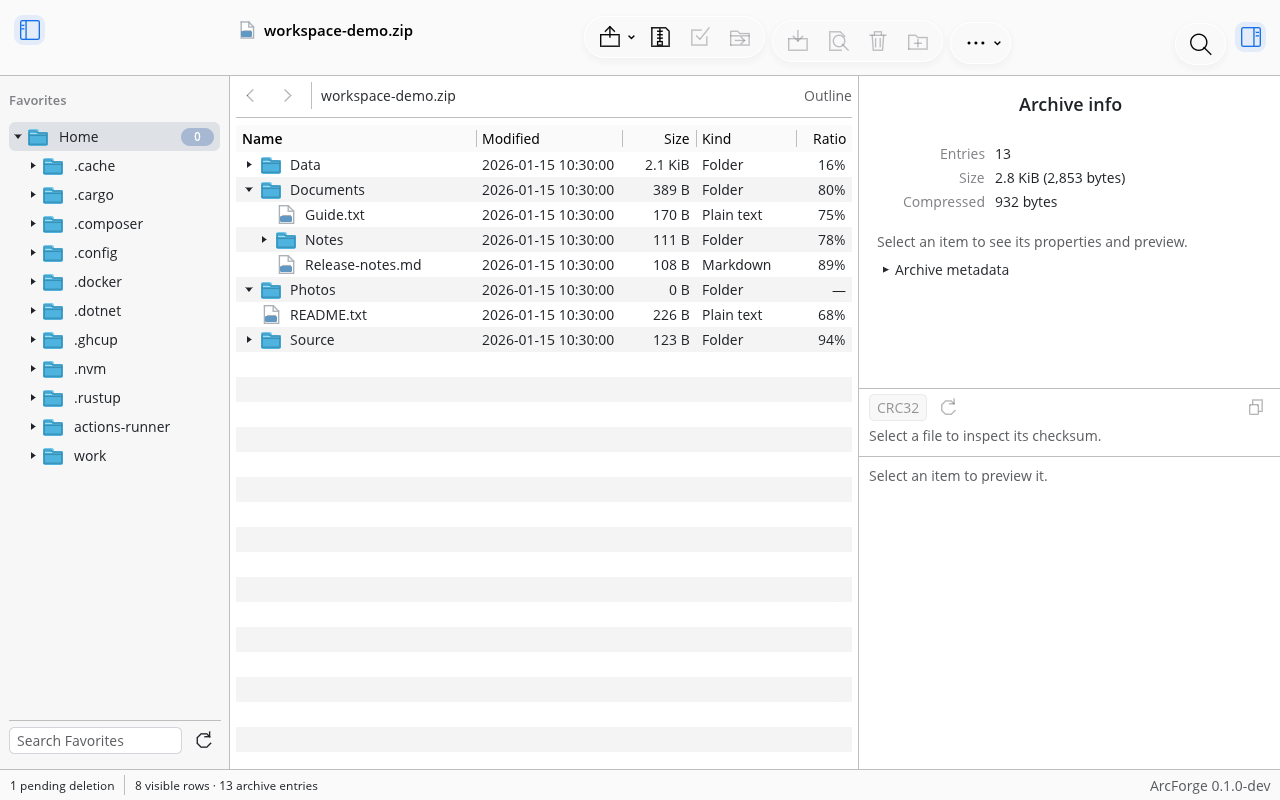 workspace-demo.zip
Favorites
Home 0
.cache
.cargo
.composer
.config
.docker
.dotnet
.ghcup
.nvm
.rustup
actions-runner
work
Search Favorites
workspace-demo.zip Outline
Name Modified Size Kind Ratio
Data 2026-01-15 10:30:00 2.1 KiB Folder 16%
Documents 2026-01-15 10:30:00 389 B Folder 80%
Guide.txt 2026-01-15 10:30:00 170 B Plain text 75%
Notes 2026-01-15 10:30:00 111 B Folder 78%
Release-notes.md 2026-01-15 10:30:00 108 B Markdown 89%
Photos 2026-01-15 10:30:00 0 B Folder —
README.txt 2026-01-15 10:30:00 226 B Plain text 68%
Source 2026-01-15 10:30:00 123 B Folder 94%
Archive info
Entries 13
Size 2.8 KiB (2,853 bytes)
Compressed 932 bytes
Select an item to see its properties and preview.
Archive metadata
CRC32
Select a file to inspect its checksum.
Select an item to preview it.
1 pending deletion 8 visible rows · 13 archive entries ArcForge 0.1.0-dev